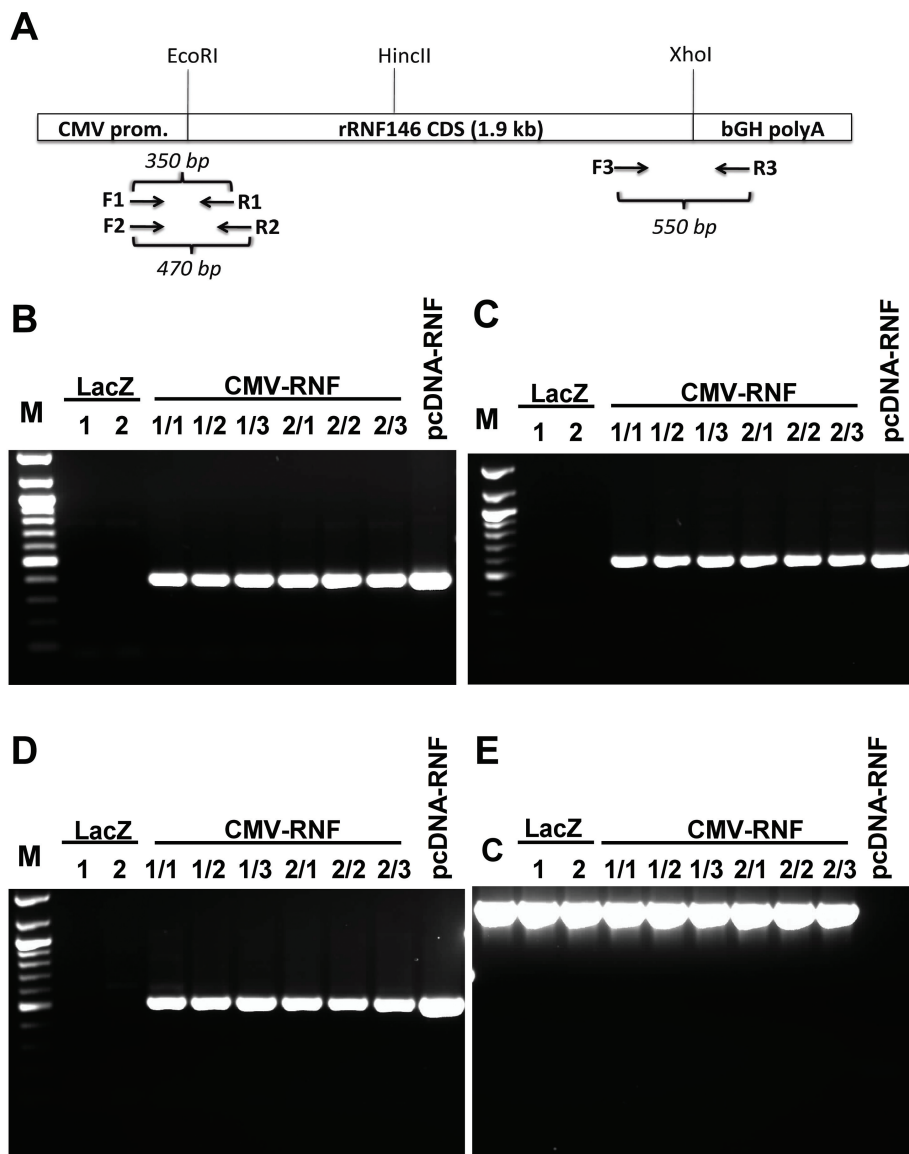 A
EcoRI HincII XhoI
CMV prom. rRNF146 CDS (1.9 kb) bGH polyA
350 bp
F1 R1
F2 R2
470 bp
F3 R3
550 bp
B
M
LacZ
1 2
CMV-RNF
1/1 1/2 1/3 2/1 2/2 2/3
pcDNA-RNF
C
M
LacZ
1 2
CMV-RNF
1/1 1/2 1/3 2/1 2/2 2/3
pcDNA-RNF
D
M
LacZ
1 2
CMV-RNF
1/1 1/2 1/3 2/1 2/2 2/3
pcDNA-RNF
E
C
LacZ
1 2
CMV-RNF
1/1 1/2 1/3 2/1 2/2 2/3
pcDNA-RNF